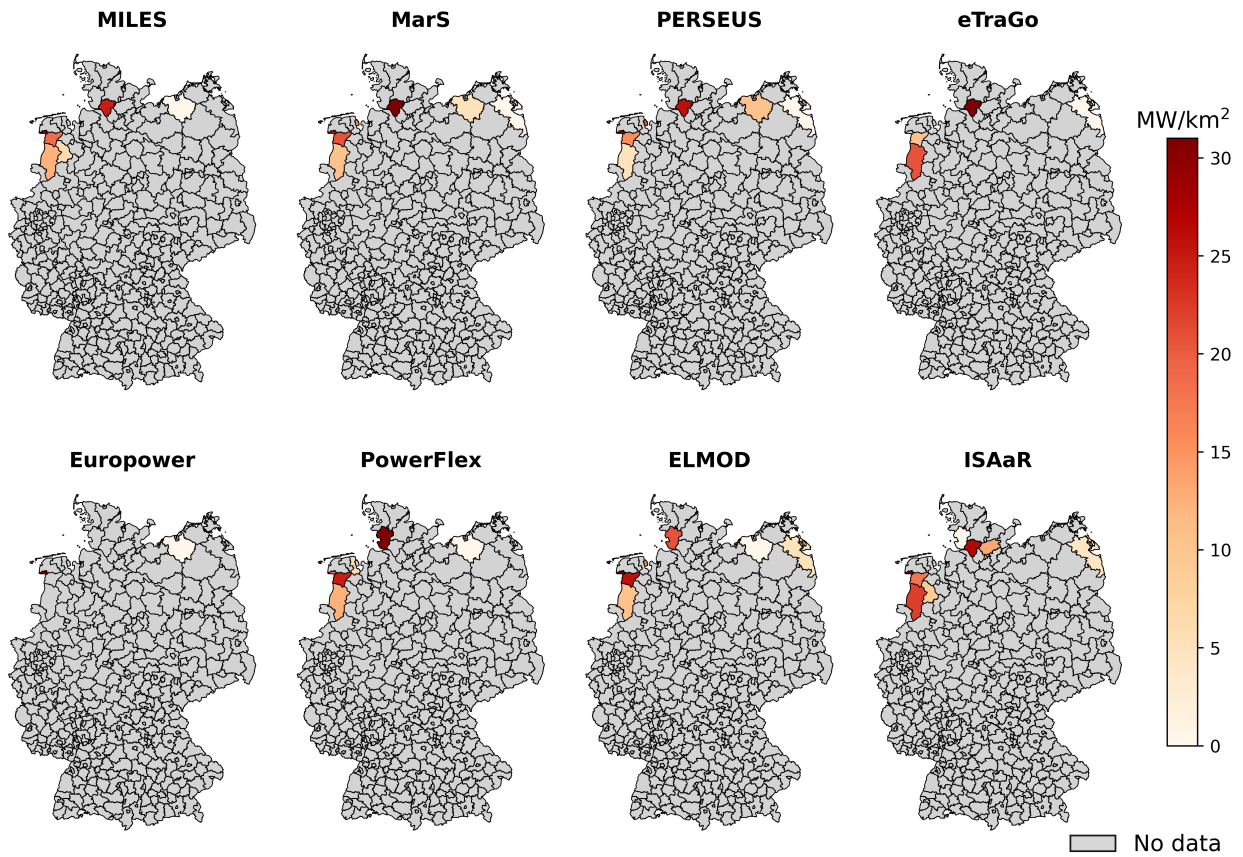 MILES
MarS
PERSEUS
eTraGo
MW/km²
30
25
20
15
10
5
0
Europower
PowerFlex
ELMOD
ISAaR
No data